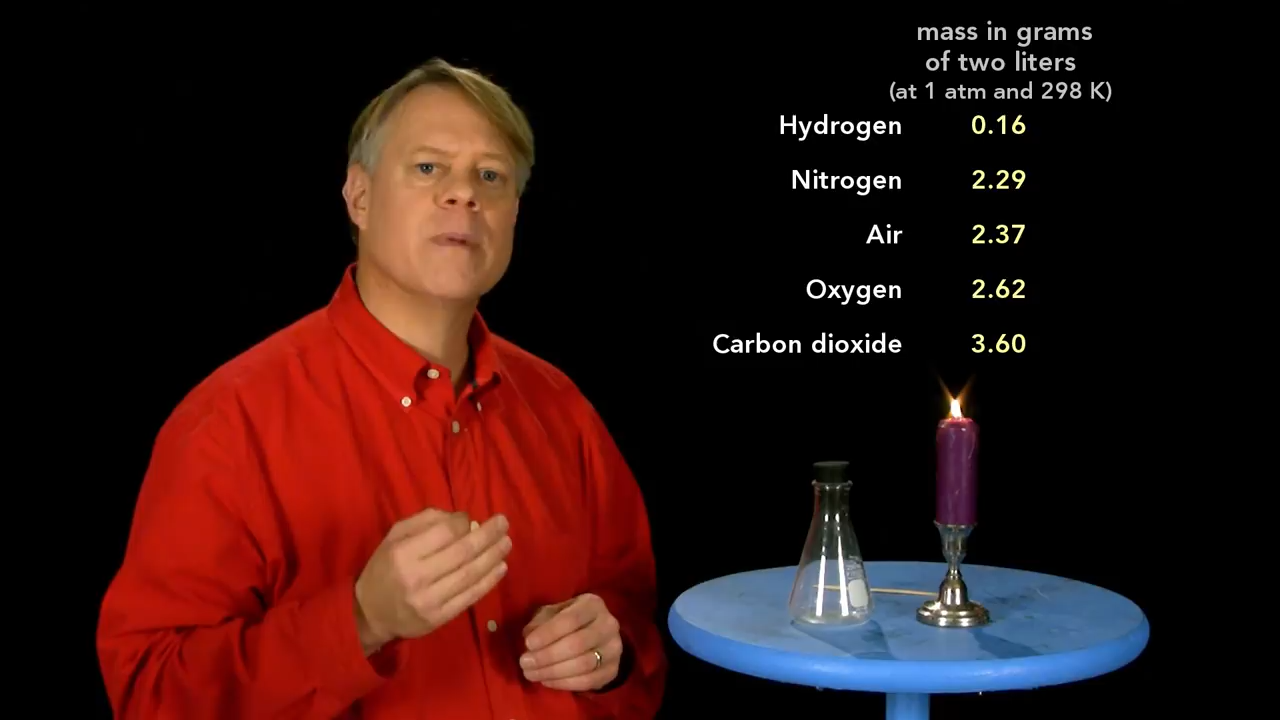 mass in grams
of two liters
(at 1 atm and 298 K)
Hydrogen 0.16
Nitrogen 2.29
Air 2.37
Oxygen 2.62
Carbon dioxide 3.60